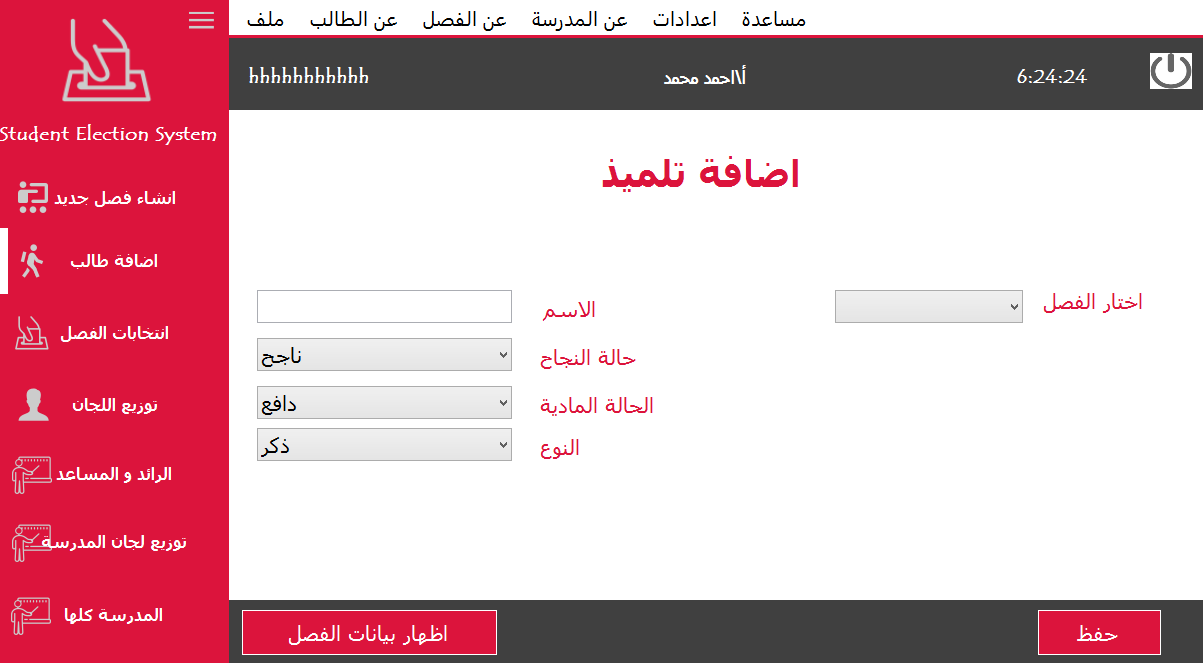 ملف
عن الطالب
عن الفصل
عن المدرسة
اعدادات
مساعدة
hhhhhhhhhhh
أ\احمد محمد
6:24:24
Student Election System
انشاء فصل جديد
اضافة طالب
انتخابات الفصل
توزيع اللجان
الرائد و المساعد
توزيع لجان المدرسة
المدرسة كلها
اضافة تلميذ
اختار الفصل
الاسم
حالة النجاح
ناجح
الحالة المادية
دافع
النوع
ذكر
حفظ
اظهار بيانات الفصل